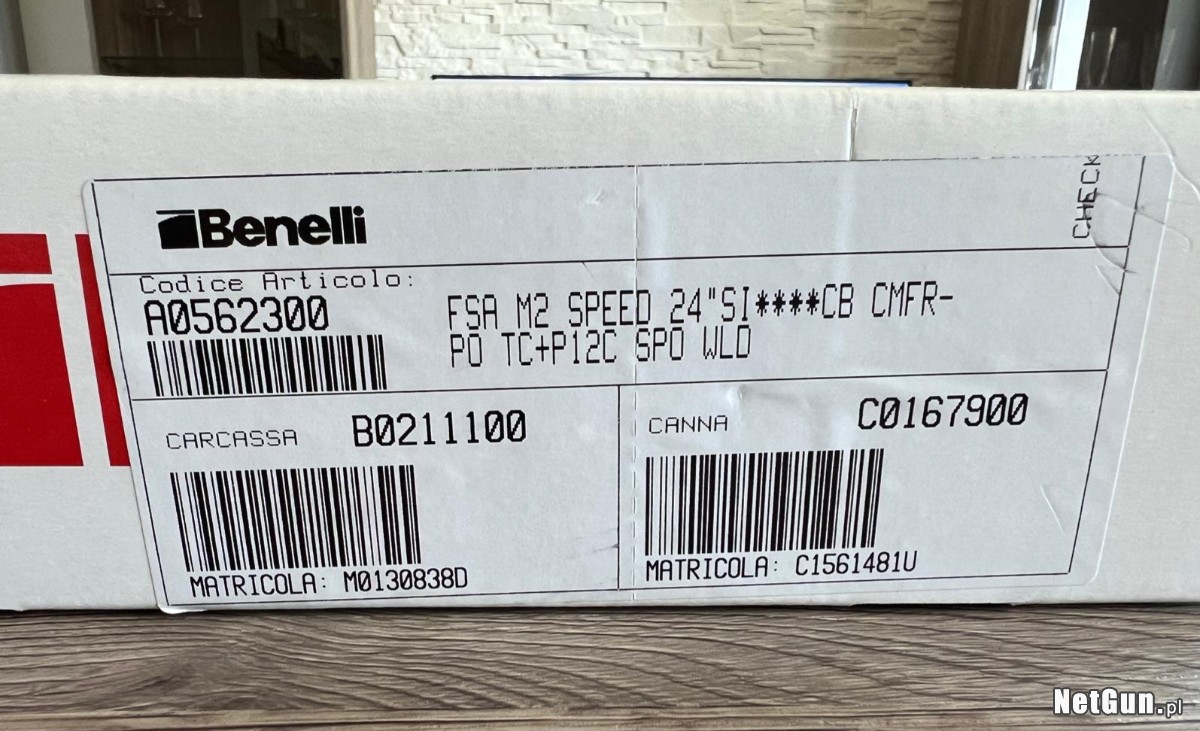 Benelli
CHECK
Codice Articolo:
A0562300
FSA M2 SPEED 24"SI****CB CMFR-
PO TC+P12C SPO WLD
CARCASSA B0211100
MATRICOLA: M0130838D
CANNA C0167900
MATRICOLA: C1561481U
NetGun.pl